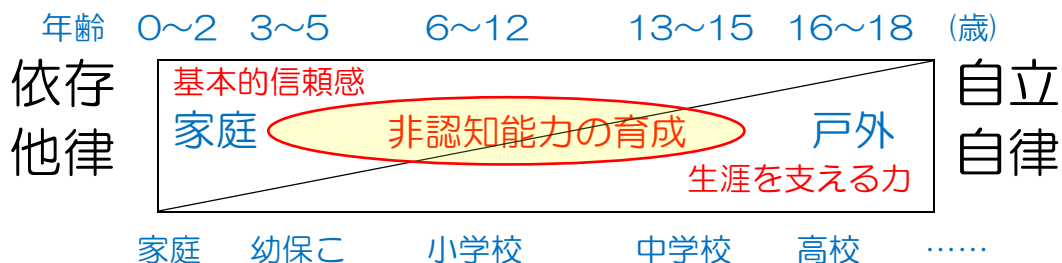 年齢 0～2 3～5 6～12 13～15 16～18 (歳)
依存
他律
基本的信頼感
家庭 非認知能力の育成 戸外
生涯を支える力
自立
自律
家庭 幼保こ 小学校 中学校 高校 ……